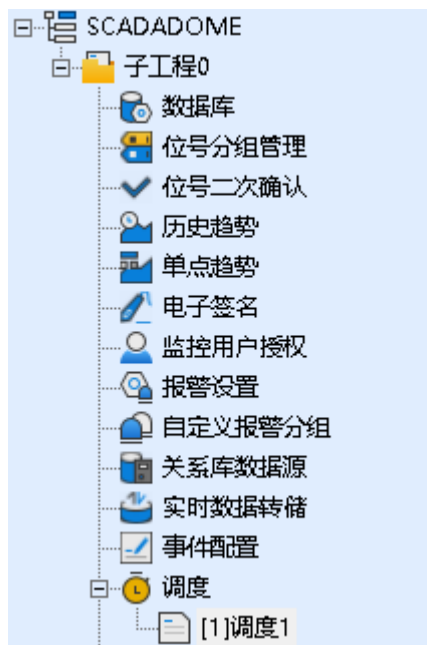 SCADADOME
子工程0
数据库
位号分组管理
位号二次确认
历史趋势
单点趋势
电子签名
监控用户授权
报警设置
自定义报警分组
关系库数据源
实时数据转储
事件配置
调度
[1]调度1